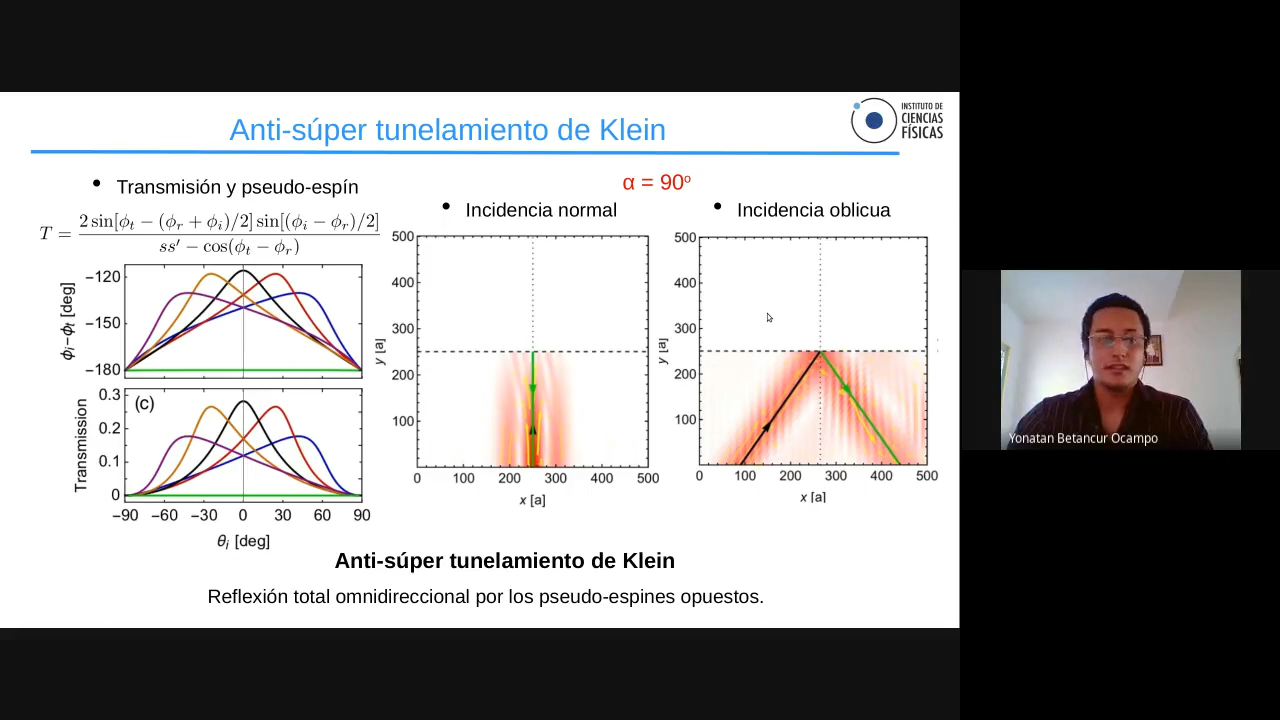 Anti-súper tunelamiento de Klein
INSTITUTO DE
CIENCIAS
FÍSICAS
• Transmisión y pseudo-espín
T = 2 sin[ϕt − (ϕr + ϕi)/2] sin[(ϕi − ϕr)/2] / ss′ − cos(ϕt − ϕr)
−120
−150
−180
ϕi−ϕt [deg]
0.3
0.2
0.1
0
Transmission
(c)
−90 −60 −30 0 30 60 90
θi [deg]
α = 90º
• Incidencia normal
500
400
300
200
100
y [a]
0 100 200 300 400 500
x [a]
• Incidencia oblicua
500
400
300
200
100
y [a]
0 100 200 300 400 500
x [a]
Anti-súper tunelamiento de Klein
Reflexión total omnidireccional por los pseudo-espines opuestos.
Yonatan Betancur Ocampo